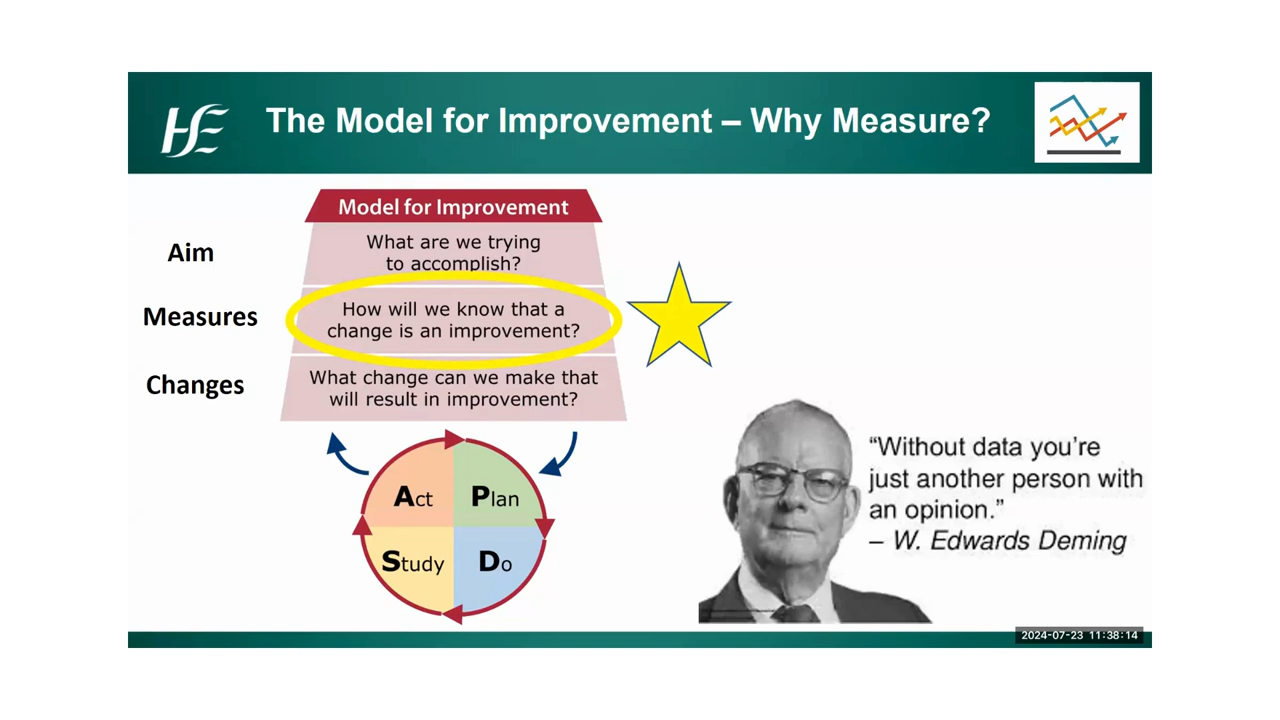 HSE
The Model for Improvement – Why Measure?
Model for Improvement
Aim
What are we trying
to accomplish?
Measures
How will we know that a
change is an improvement?
Changes
What change can we make that
will result in improvement?
Act
Plan
Study
Do
“Without data you’re
just another person with
an opinion.”
– W. Edwards Deming
2024-07-23 11:38:14